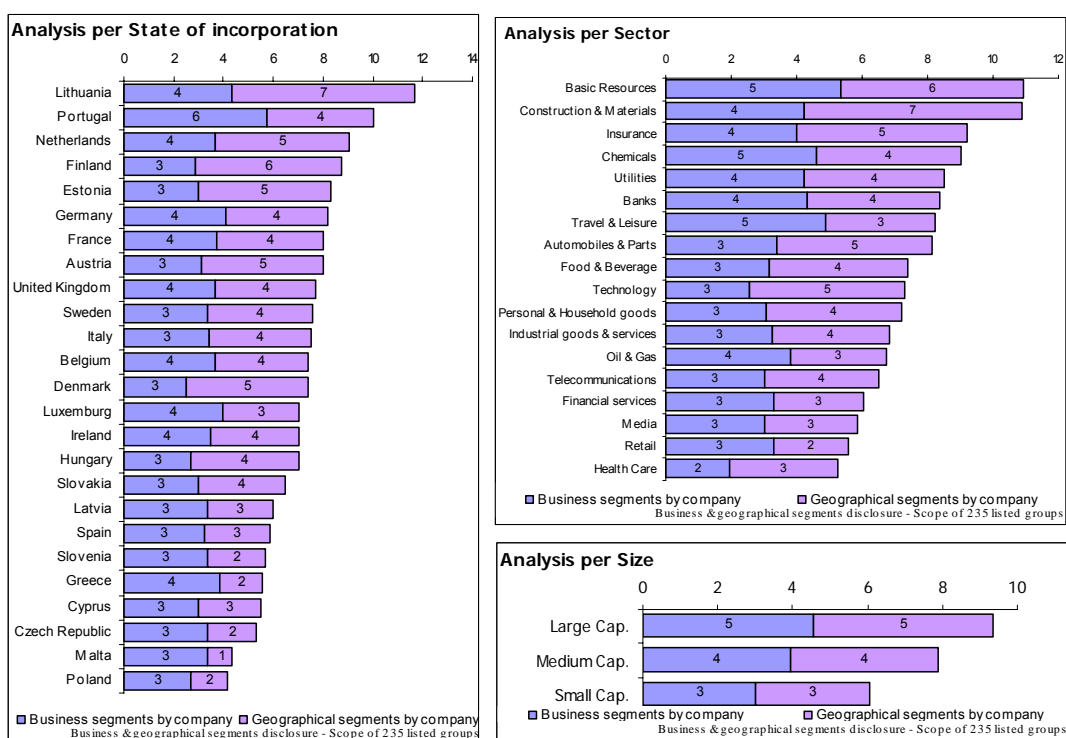 Analysis per State of incorporation
0 2 4 6 8 10 12 14
Lithuania 4 7
Portugal 6 4
Netherlands 4 5
Finland 3 6
Estonia 3 5
Germany 4 4
France 4 4
Austria 3 5
United Kingdom 4 4
Sweden 3 4
Italy 3 4
Belgium 4 4
Denmark 3 5
Luxemburg 4 3
Ireland 4 4
Hungary 3 4
Slovakia 3 4
Latvia 3 3
Spain 3 3
Slovenia 3 2
Greece 4 2
Cyprus 3 3
Czech Republic 3 2
Malta 3 1
Poland 3 2
Business segments by company Geographical segments by company
Business & geographical segments disclosure - Scope of 235 listed groups
Analysis per Sector
0 2 4 6 8 10 12
Basic Resources 5 6
Construction & Materials 4 7
Insurance 4 5
Chemicals 5 4
Utilities 4 4
Banks 4 4
Travel & Leisure 5 3
Automobiles & Parts 3 5
Food & Beverage 3 4
Technology 3 5
Personal & Household goods 3 4
Industrial goods & services 3 4
Oil & Gas 4 3
Telecommunications 3 4
Financial services 3 3
Media 3 3
Retail 3 2
Health Care 2 3
Business segments by company Geographical segments by company
Business & geographical segments disclosure - Scope of 235 listed groups
Analysis per Size
0 2 4 6 8 10
Large Cap. 5 5
Medium Cap. 4 4
Small Cap. 3 3
Business segments by company Geographical segments by company
Business & geographical segments disclosure - Scope of 235 listed groups